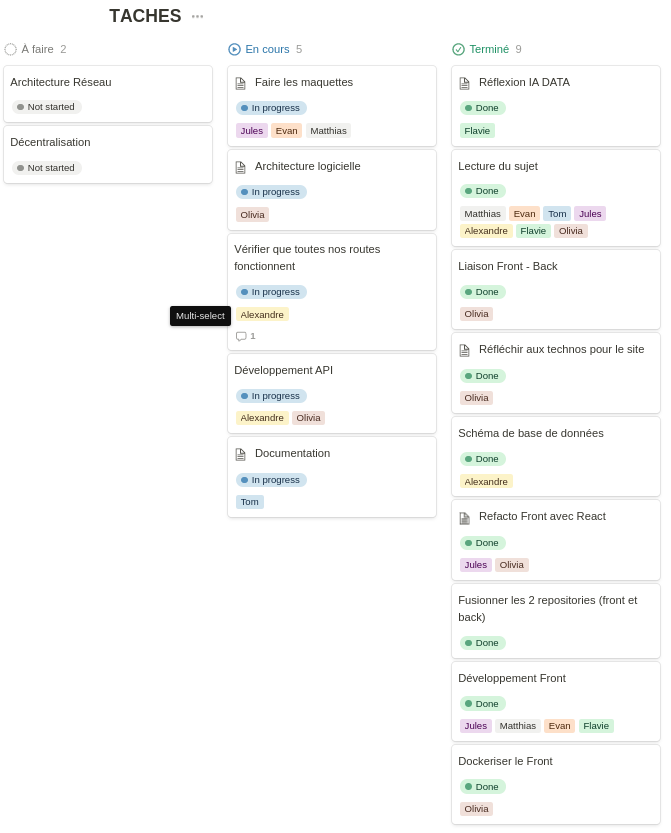 TACHES
À faire 2
Architecture Réseau
Not started
Décentralisation
Not started
En cours 5
Faire les maquettes
In progress
Jules Evan Matthias
Architecture logicielle
In progress
Olivia
Vérifier que toutes nos routes
fonctionnent
In progress
Alexandre
1
Multi-select
Développement API
In progress
Alexandre Olivia
Documentation
In progress
Tom
Terminé 9
Réflexion IA DATA
Done
Flavie
Lecture du sujet
Done
Matthias Evan Tom Jules
Alexandre Flavie Olivia
Liaison Front - Back
Done
Olivia
Réfléchir aux technos pour le site
Done
Olivia
Schéma de base de données
Done
Alexandre
Refacto Front avec React
Done
Jules Olivia
Fusionner les 2 repositories (front et
back)
Done
Développement Front
Done
Jules Matthias Evan Flavie
Dockeriser le Front
Done
Olivia